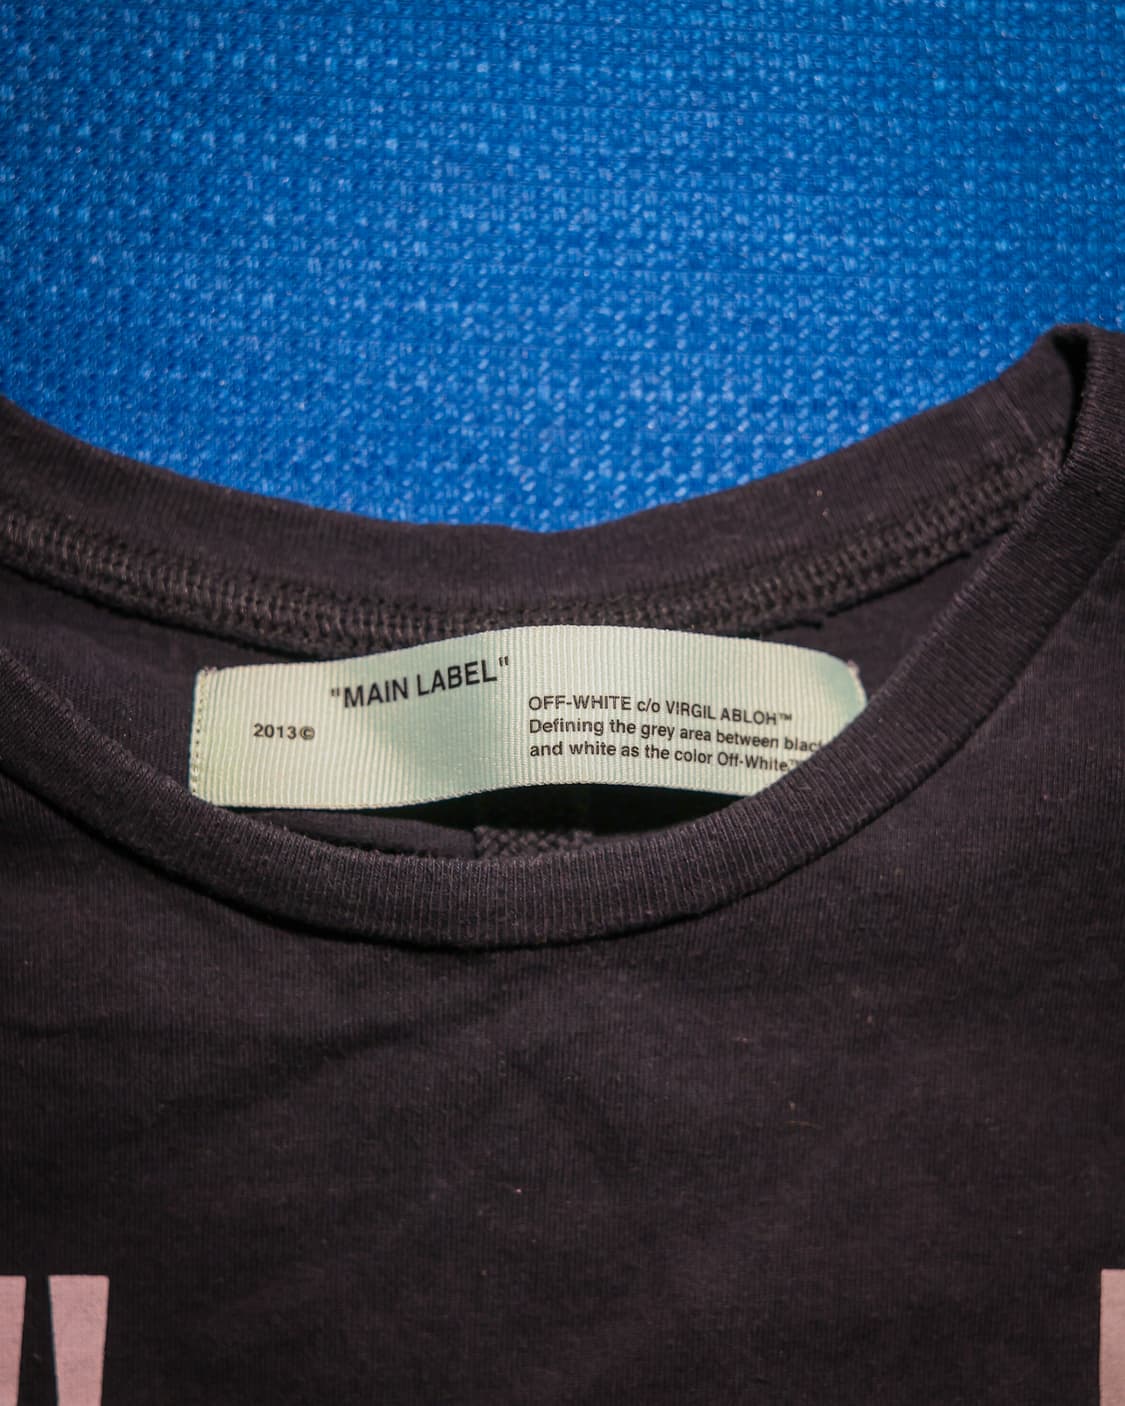 "MAIN LABEL"
2013©
OFF-WHITE c/o VIRGIL ABLOH™
Defining the grey area between black
and white as the color Off-White™